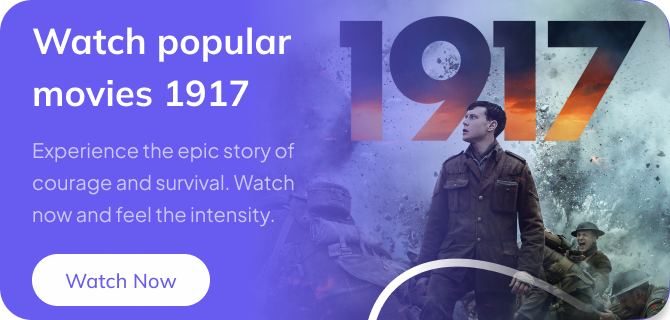 Watch popular
movies 1917
Experience the epic story of
courage and survival. Watch
now and feel the intensity.
Watch Now
1917